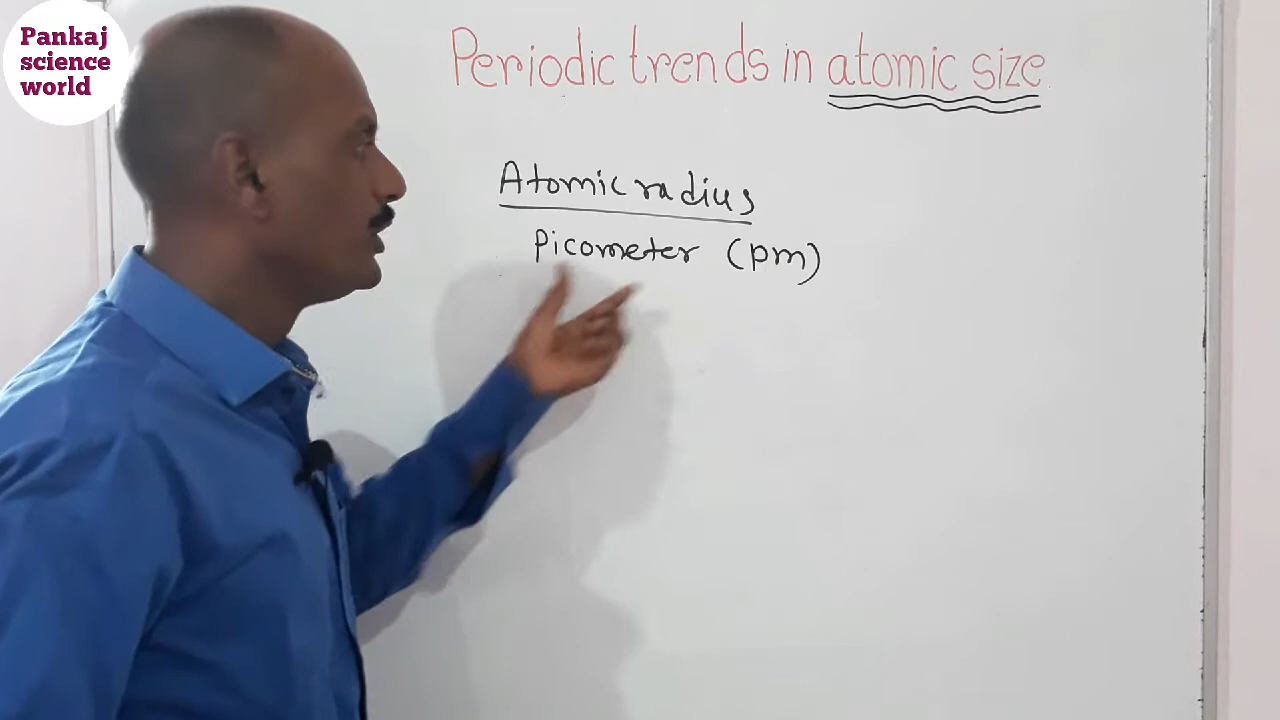 Pankaj
science
world
Periodic trends in atomic size
Atomic radius
Picometer (pm)